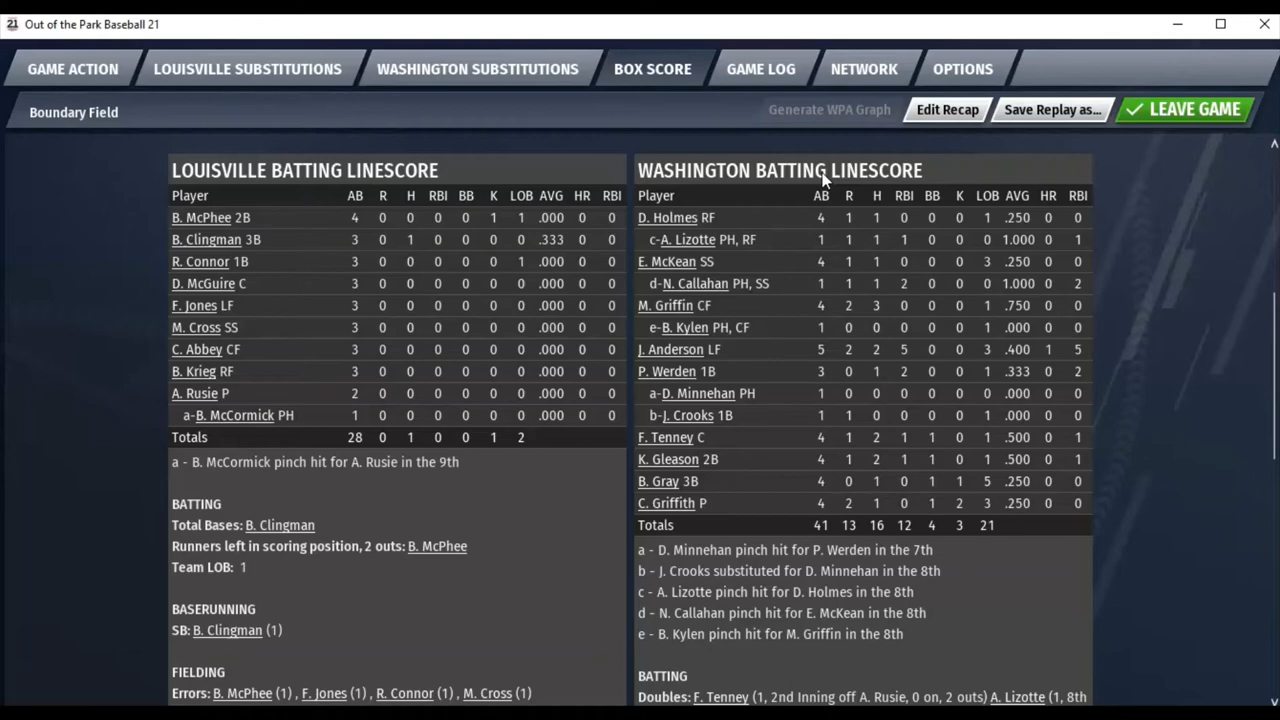 21 Out of the Park Baseball 21
GAME ACTION LOUISVILLE SUBSTITUTIONS WASHINGTON SUBSTITUTIONS BOX SCORE GAME LOG NETWORK OPTIONS
Boundary Field Generate WPA Graph Edit Recap Save Replay as... LEAVE GAME
LOUISVILLE BATTING LINESCORE
Player AB R H RBI BB K LOB AVG HR RBI
B. McPhee 2B 4 0 0 0 0 1 1 .000 0 0
B. Clingman 3B 3 0 1 0 0 0 0 .333 0 0
R. Connor 1B 3 0 0 0 0 0 1 .000 0 0
D. McGuire C 3 0 0 0 0 0 0 .000 0 0
F. Jones LF 3 0 0 0 0 0 0 .000 0 0
M. Cross SS 3 0 0 0 0 0 0 .000 0 0
C. Abbey CF 3 0 0 0 0 0 0 .000 0 0
B. Krieg RF 3 0 0 0 0 0 0 .000 0 0
A. Rusie P 2 0 0 0 0 0 0 .000 0 0
a-B. McCormick PH 1 0 0 0 0 0 0 .000 0 0
Totals 28 0 1 0 0 1 2
a - B. McCormick pinch hit for A. Rusie in the 9th
BATTING
Total Bases: B. Clingman
Runners left in scoring position, 2 outs: B. McPhee
Team LOB: 1
BASERUNNING
SB: B. Clingman (1)
FIELDING
Errors: B. McPhee (1) , F. Jones (1) , R. Connor (1) , M. Cross (1)
WASHINGTON BATTING LINESCORE
Player AB R H RBI BB K LOB AVG HR RBI
D. Holmes RF 4 1 1 0 0 0 1 .250 0 0
c-A. Lizotte PH, RF 1 1 1 1 0 0 0 1.000 0 1
E. McKean SS 4 1 1 0 0 0 3 .250 0 0
d-N. Callahan PH, SS 1 1 1 2 0 0 0 1.000 0 2
M. Griffin CF 4 2 3 0 0 0 1 .750 0 0
e-B. Kylen PH, CF 1 0 0 0 0 0 1 .000 0 0
J. Anderson LF 5 2 2 5 0 0 3 .400 1 5
P. Werden 1B 3 0 1 2 0 0 1 .333 0 2
a-D. Minnehan PH 1 0 0 0 0 0 1 .000 0 0
b-J. Crooks 1B 1 1 0 0 0 0 1 .000 0 0
F. Tenney C 4 1 2 1 1 0 1 .500 0 1
K. Gleason 2B 4 1 2 1 1 0 1 .500 0 1
B. Gray 3B 4 0 1 0 1 1 5 .250 0 0
C. Griffith P 4 2 1 0 1 2 3 .250 0 0
Totals 41 13 16 12 4 3 21
a - D. Minnehan pinch hit for P. Werden in the 7th
b - J. Crooks substituted for D. Minnehan in the 8th
c - A. Lizotte pinch hit for D. Holmes in the 8th
d - N. Callahan pinch hit for E. McKean in the 8th
e - B. Kylen pinch hit for M. Griffin in the 8th
BATTING
Doubles: F. Tenney (1, 2nd Inning off A. Rusie, 0 on, 2 outs) A. Lizotte (1, 8th